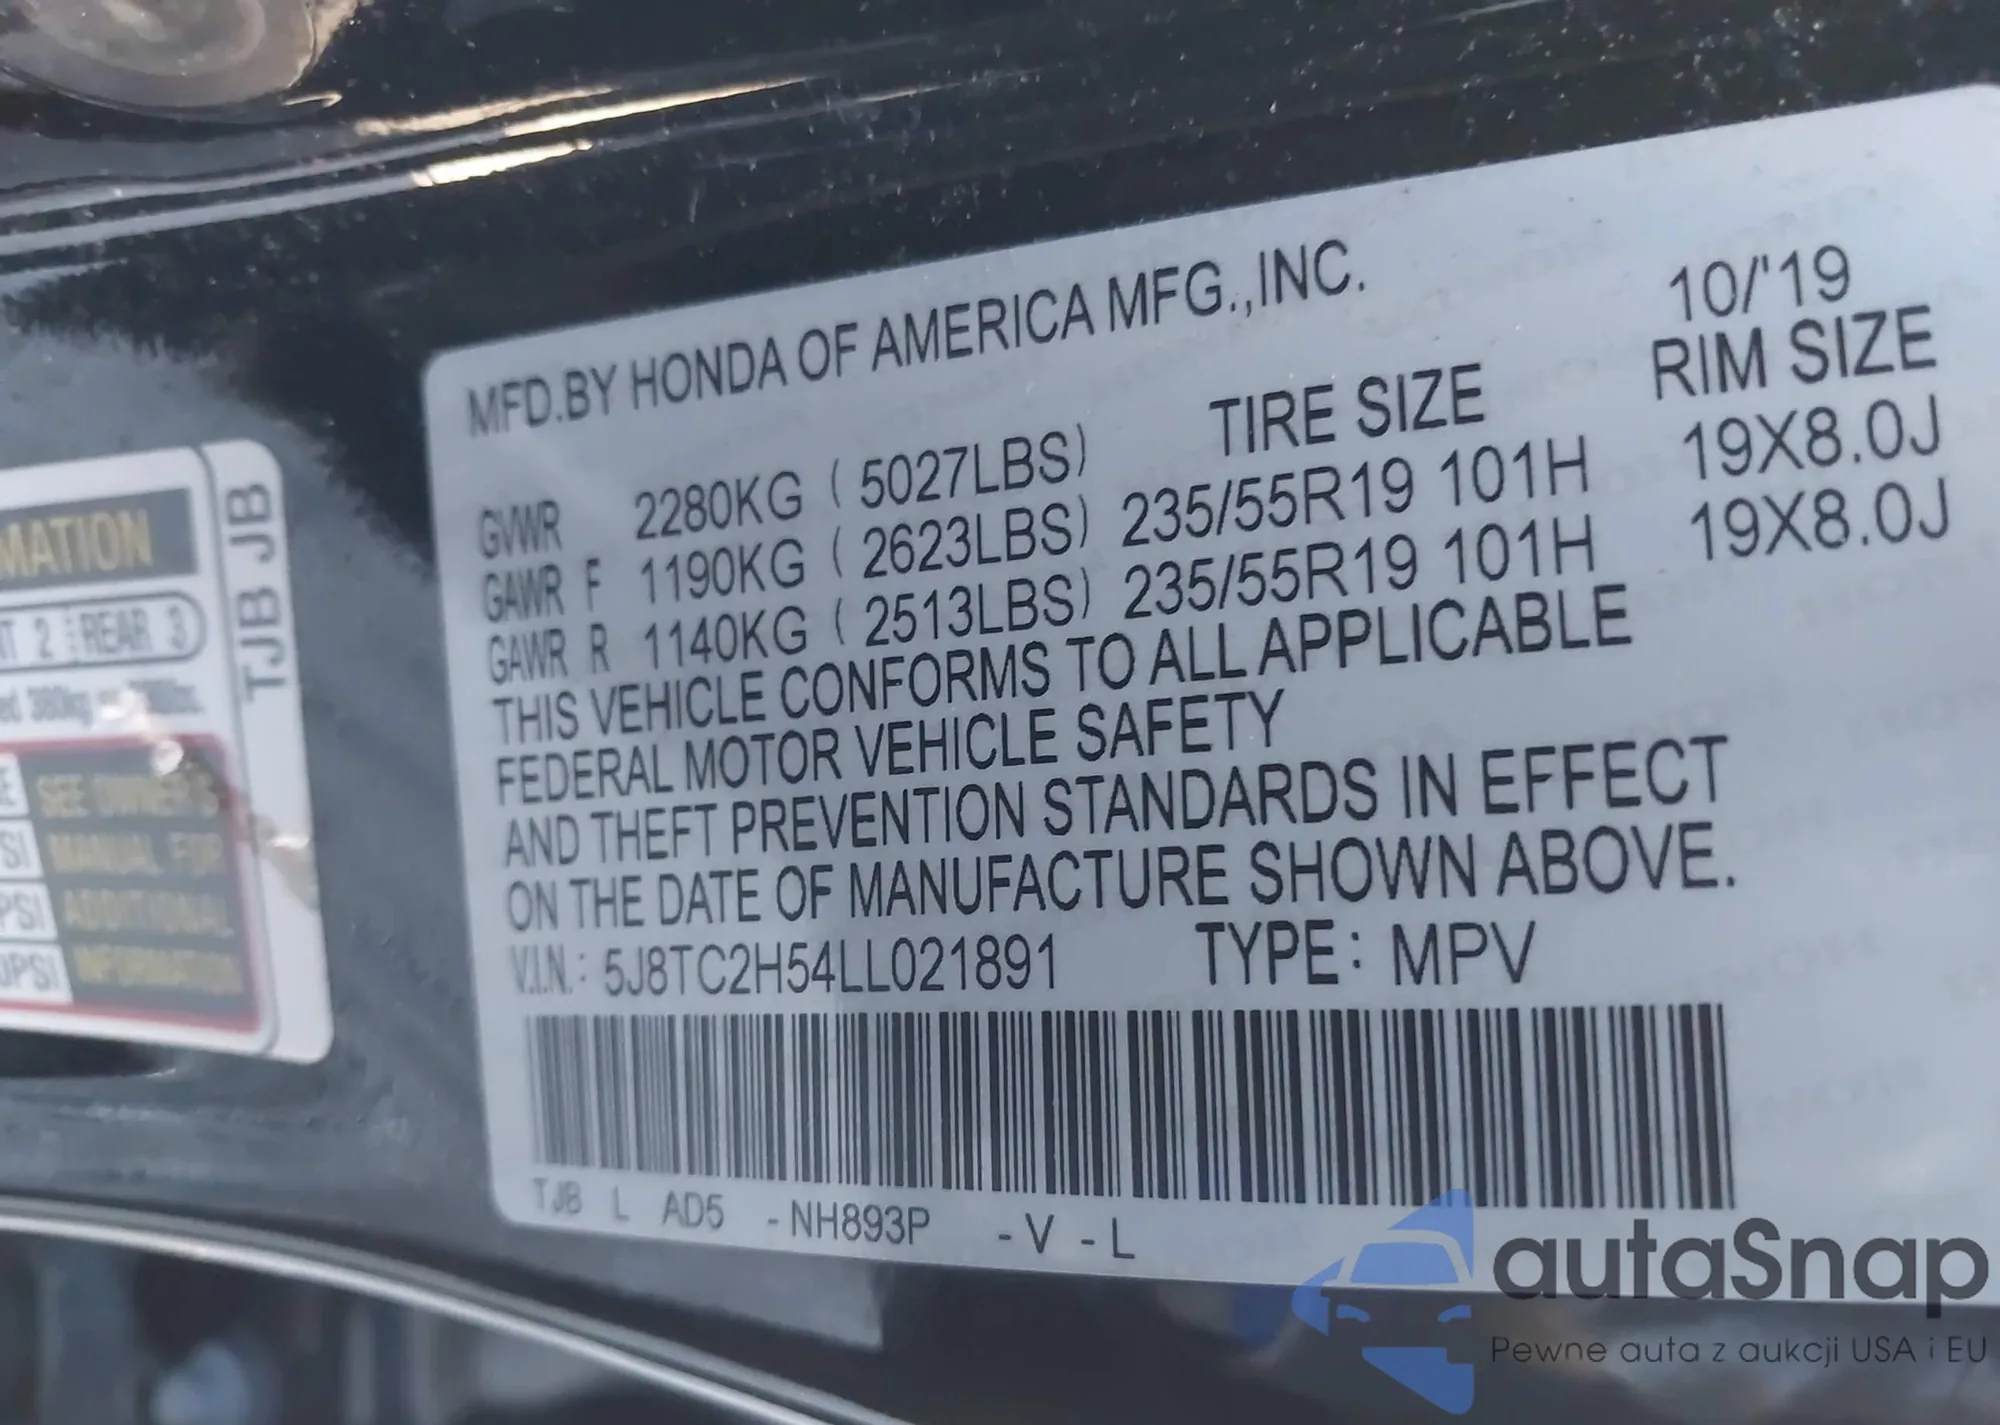 MFD.BY HONDA OF AMERICA MFG.,INC. 10/'19
TIRE SIZE RIM SIZE
GVWR 2280KG ( 5027LBS)
GAWR F 1190KG ( 2623LBS) 235/55R19 101H 19X8.0J
GAWR R 1140KG ( 2513LBS) 235/55R19 101H 19X8.0J
THIS VEHICLE CONFORMS TO ALL APPLICABLE
FEDERAL MOTOR VEHICLE SAFETY
AND THEFT PREVENTION STANDARDS IN EFFECT
ON THE DATE OF MANUFACTURE SHOWN ABOVE.
V.I.N.: 5J8TC2H54LL021891 TYPE: MPV
TJB L AD5 -NH893P -V -L
MATION
2 REAR 3
380kg
SEE OWNER'S
MANUAL FOR
ADDITIONAL
INFORMATION
PSI
TJB JB
autaSnap
Pewne auta z aukcji USA i EU